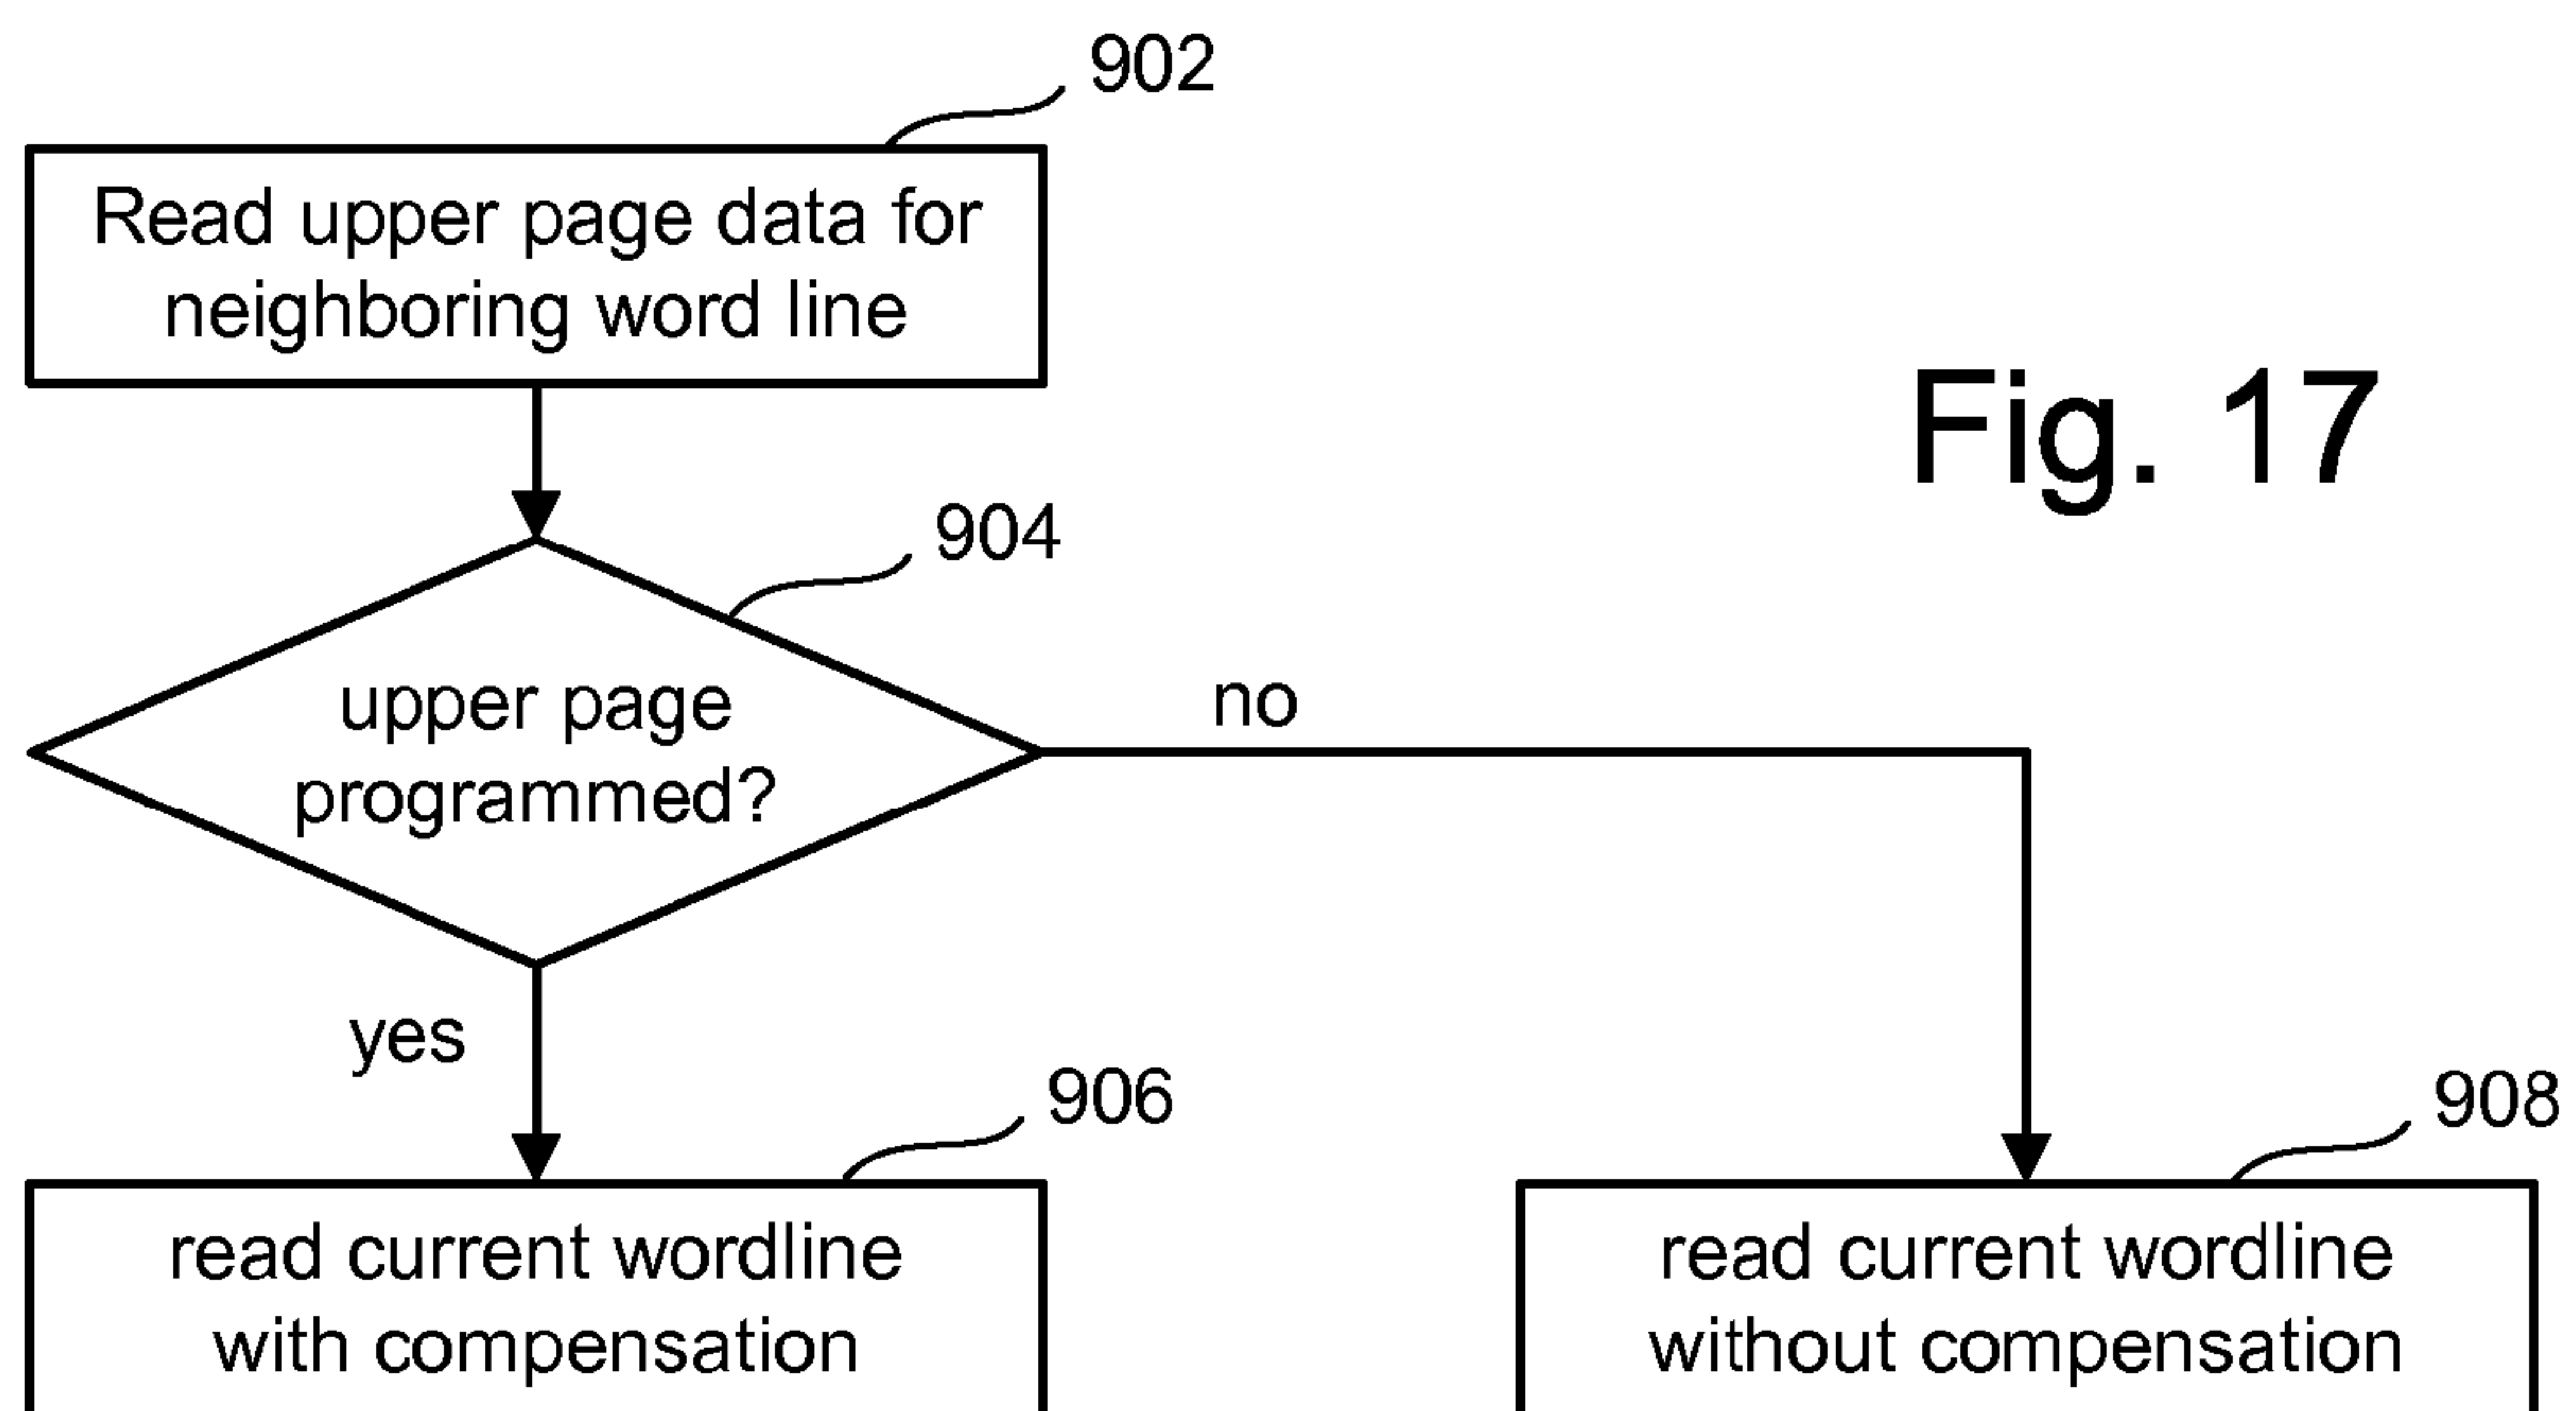 902
Read upper page data for
neighboring word line
Fig. 17
904
upper page
programmed?
no
yes
906
908
read current wordline
with compensation
read current wordline
without compensation